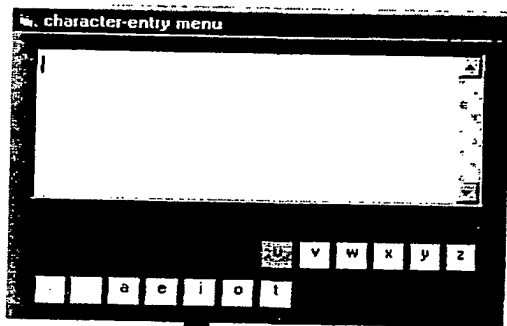 character-entry menu
u v w x y z
. a e i o t